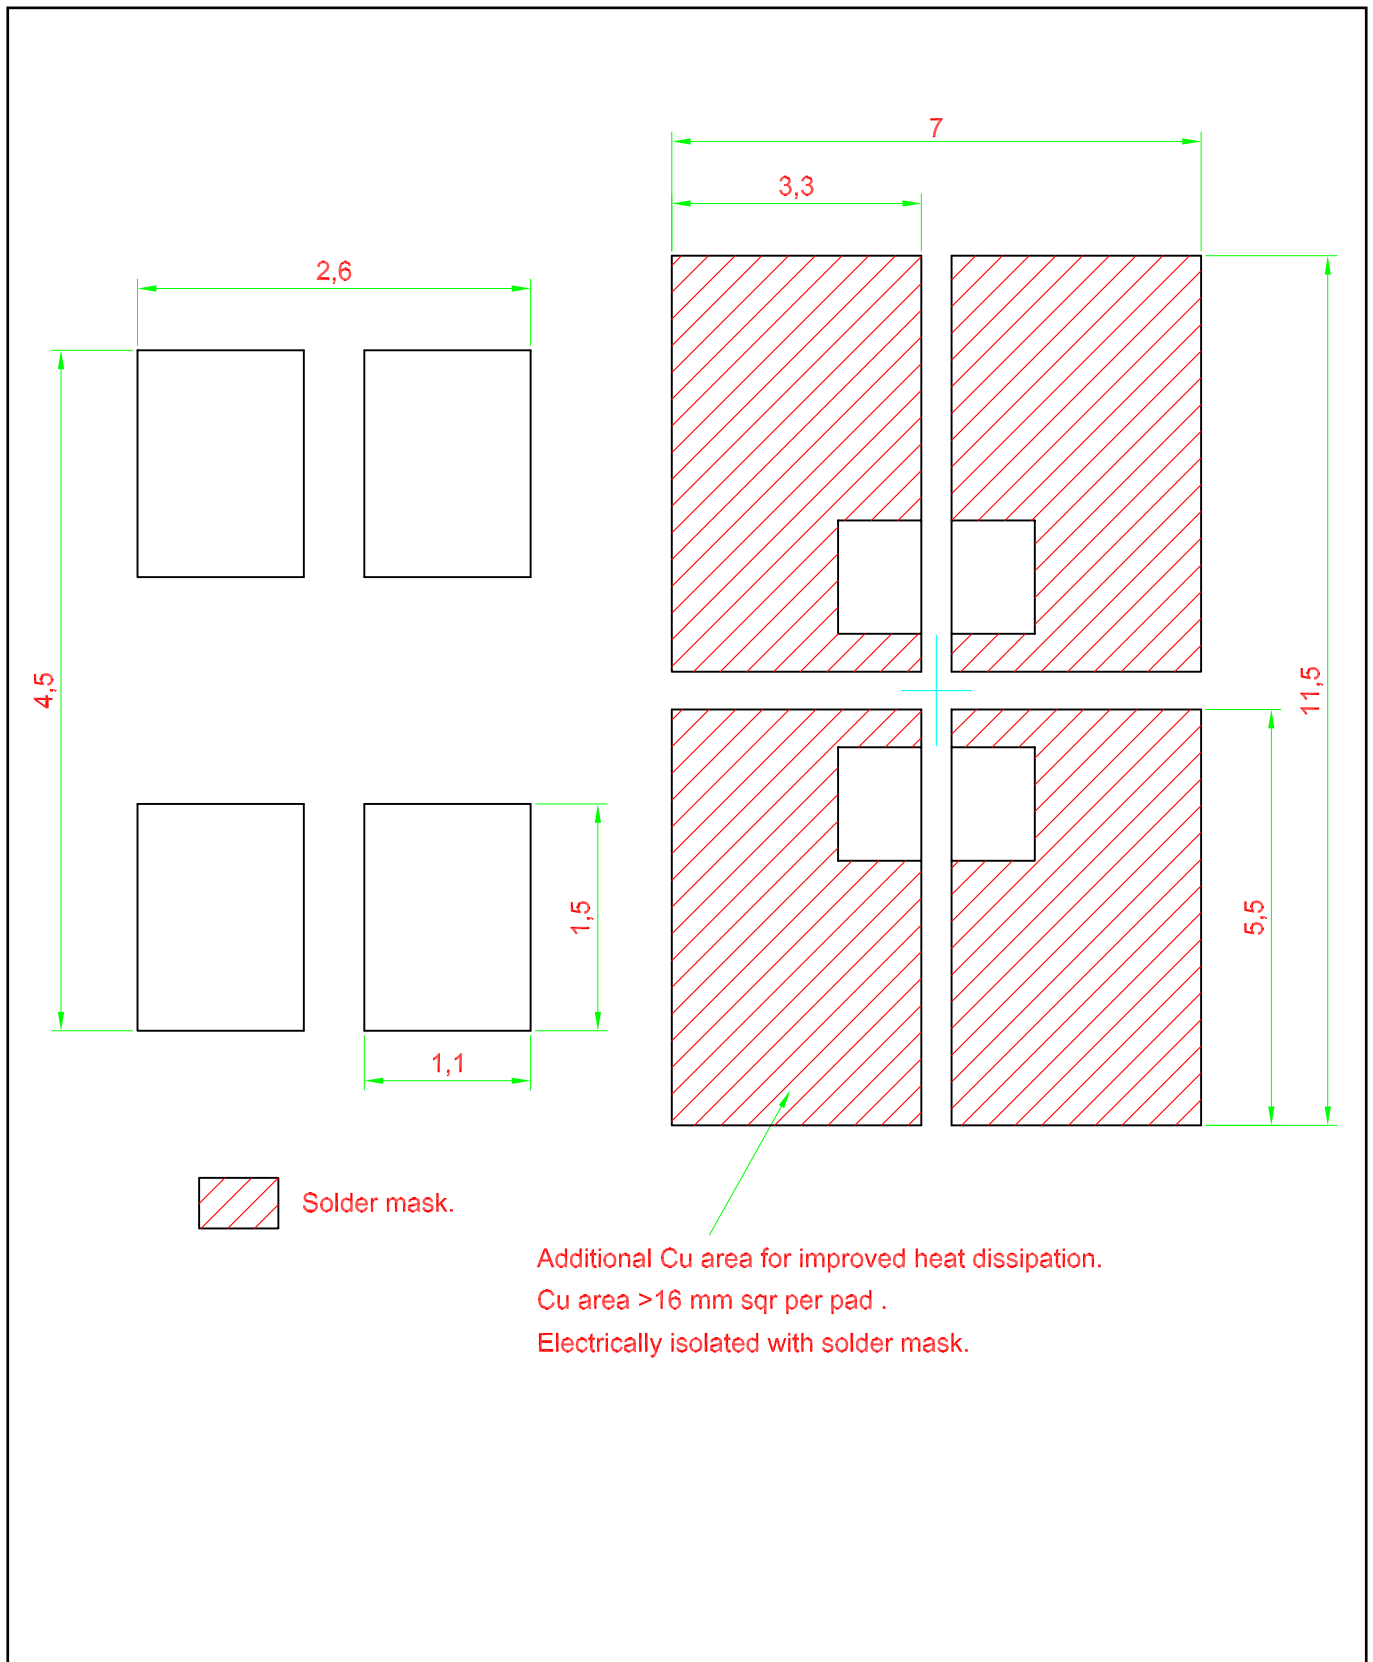 7
3,3
2,6
4,5
11,5
5,5
1,5
1,1
Solder mask.
Additional Cu area for improved heat dissipation.
Cu area >16 mm sqr per pad .
Electrically isolated with solder mask.